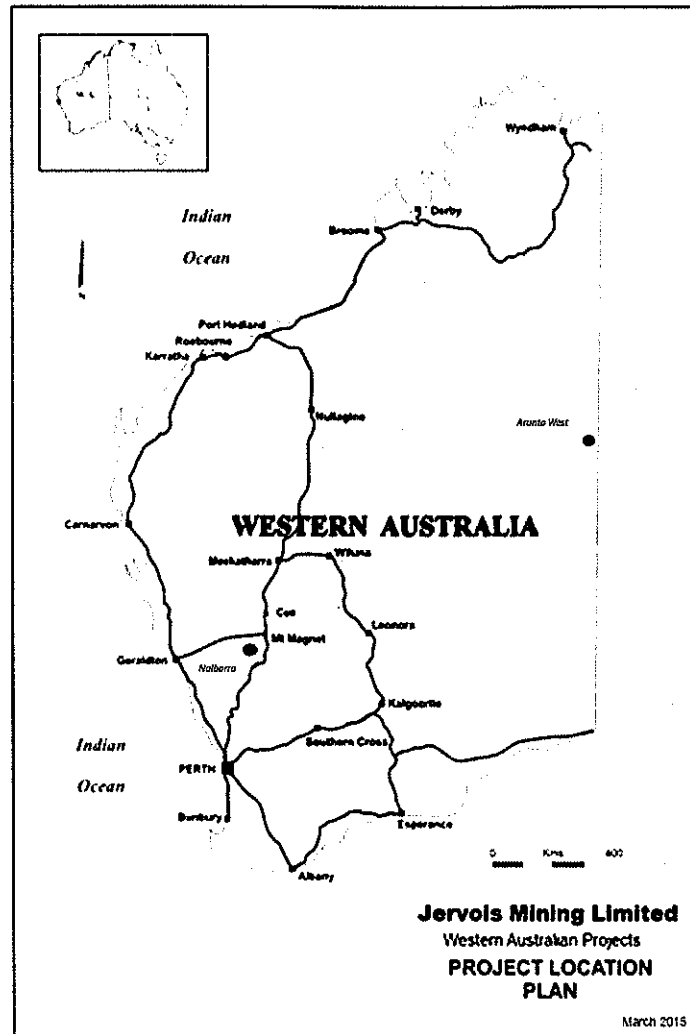 Wyndham
Derby
Broome
Indian
Ocean
Port Hedland
Roebourne
Karratha
Nullagine
Arunta West
Carnarvon
WESTERN AUSTRALIA
Meekatharra
Wiluna
Cue
Mt Magnet
Leonora
Geraldton
Nalbarra
Kalgoorlie
Southern Cross
Indian
Ocean
PERTH
Bunbury
Esperance
Albany
0 Kms 400
Jervois Mining Limited
Western Australian Projects
PROJECT LOCATION
PLAN
March 2015